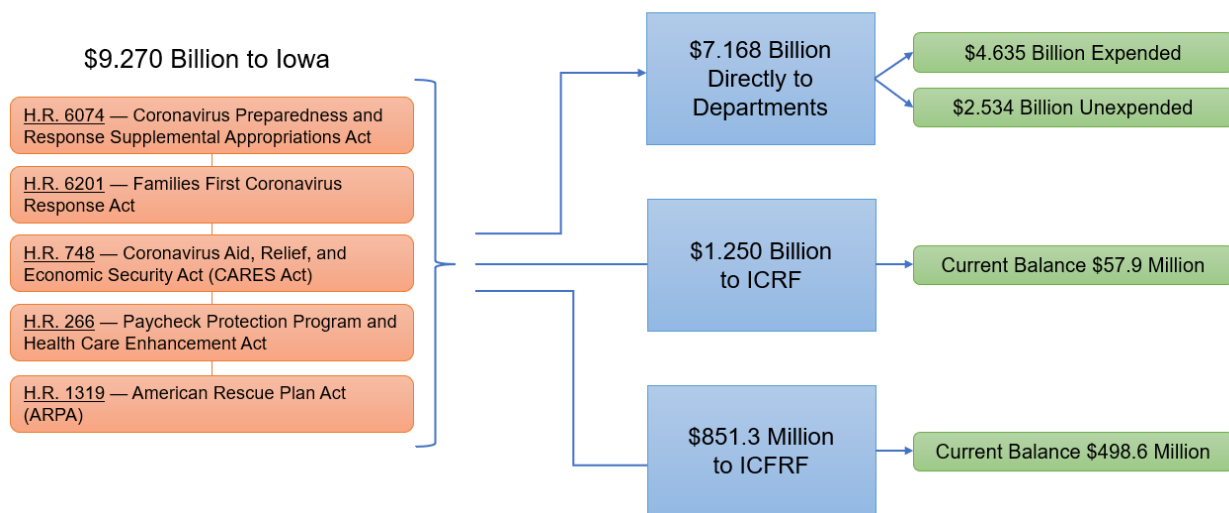 $9.270 Billion to Iowa
H.R. 6074 — Coronavirus Preparedness and
Response Supplemental Appropriations Act
H.R. 6201 — Families First Coronavirus
Response Act
H.R. 748 — Coronavirus Aid, Relief, and
Economic Security Act (CARES Act)
H.R. 266 — Paycheck Protection Program and
Health Care Enhancement Act
H.R. 1319 — American Rescue Plan Act
(ARPA)
$7.168 Billion
Directly to
Departments
$4.635 Billion Expended
$2.534 Billion Unexpended
$1.250 Billion
to ICRF
Current Balance $57.9 Million
$851.3 Million
to ICFRF
Current Balance $498.6 Million